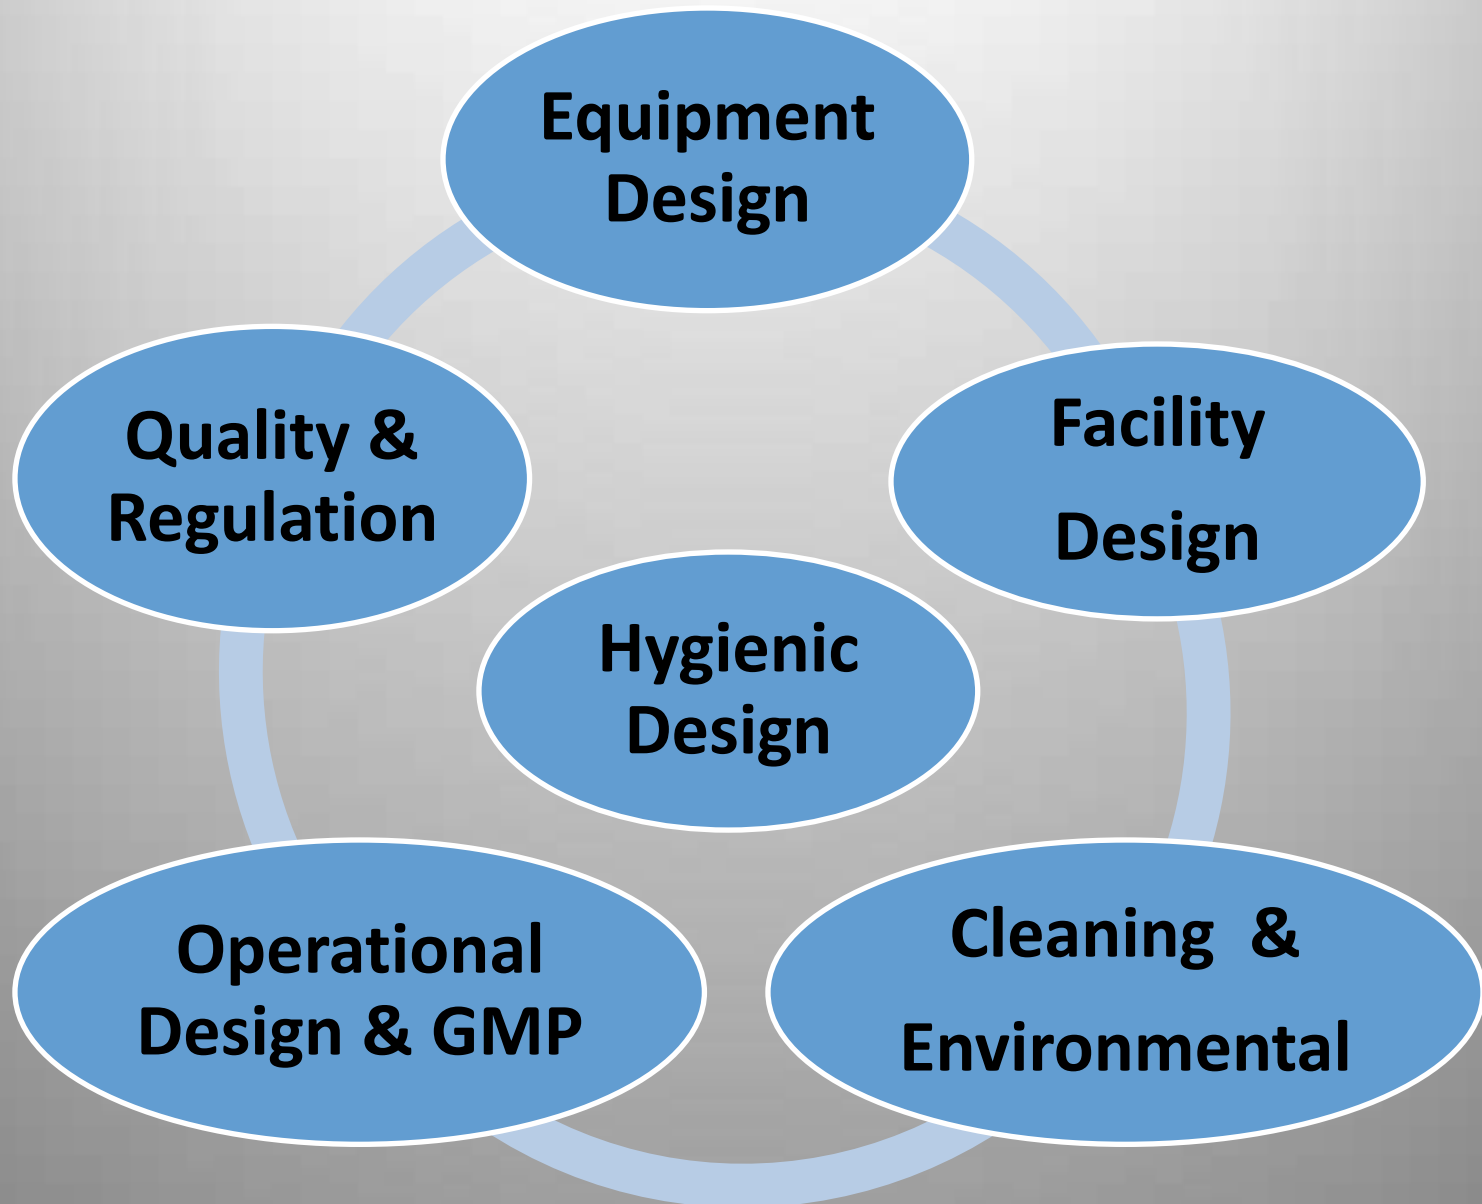 Equipment
Design
Quality &
Regulation
Facility
Design
Hygienic
Design
Operational
Design & GMP
Cleaning &
Environmental